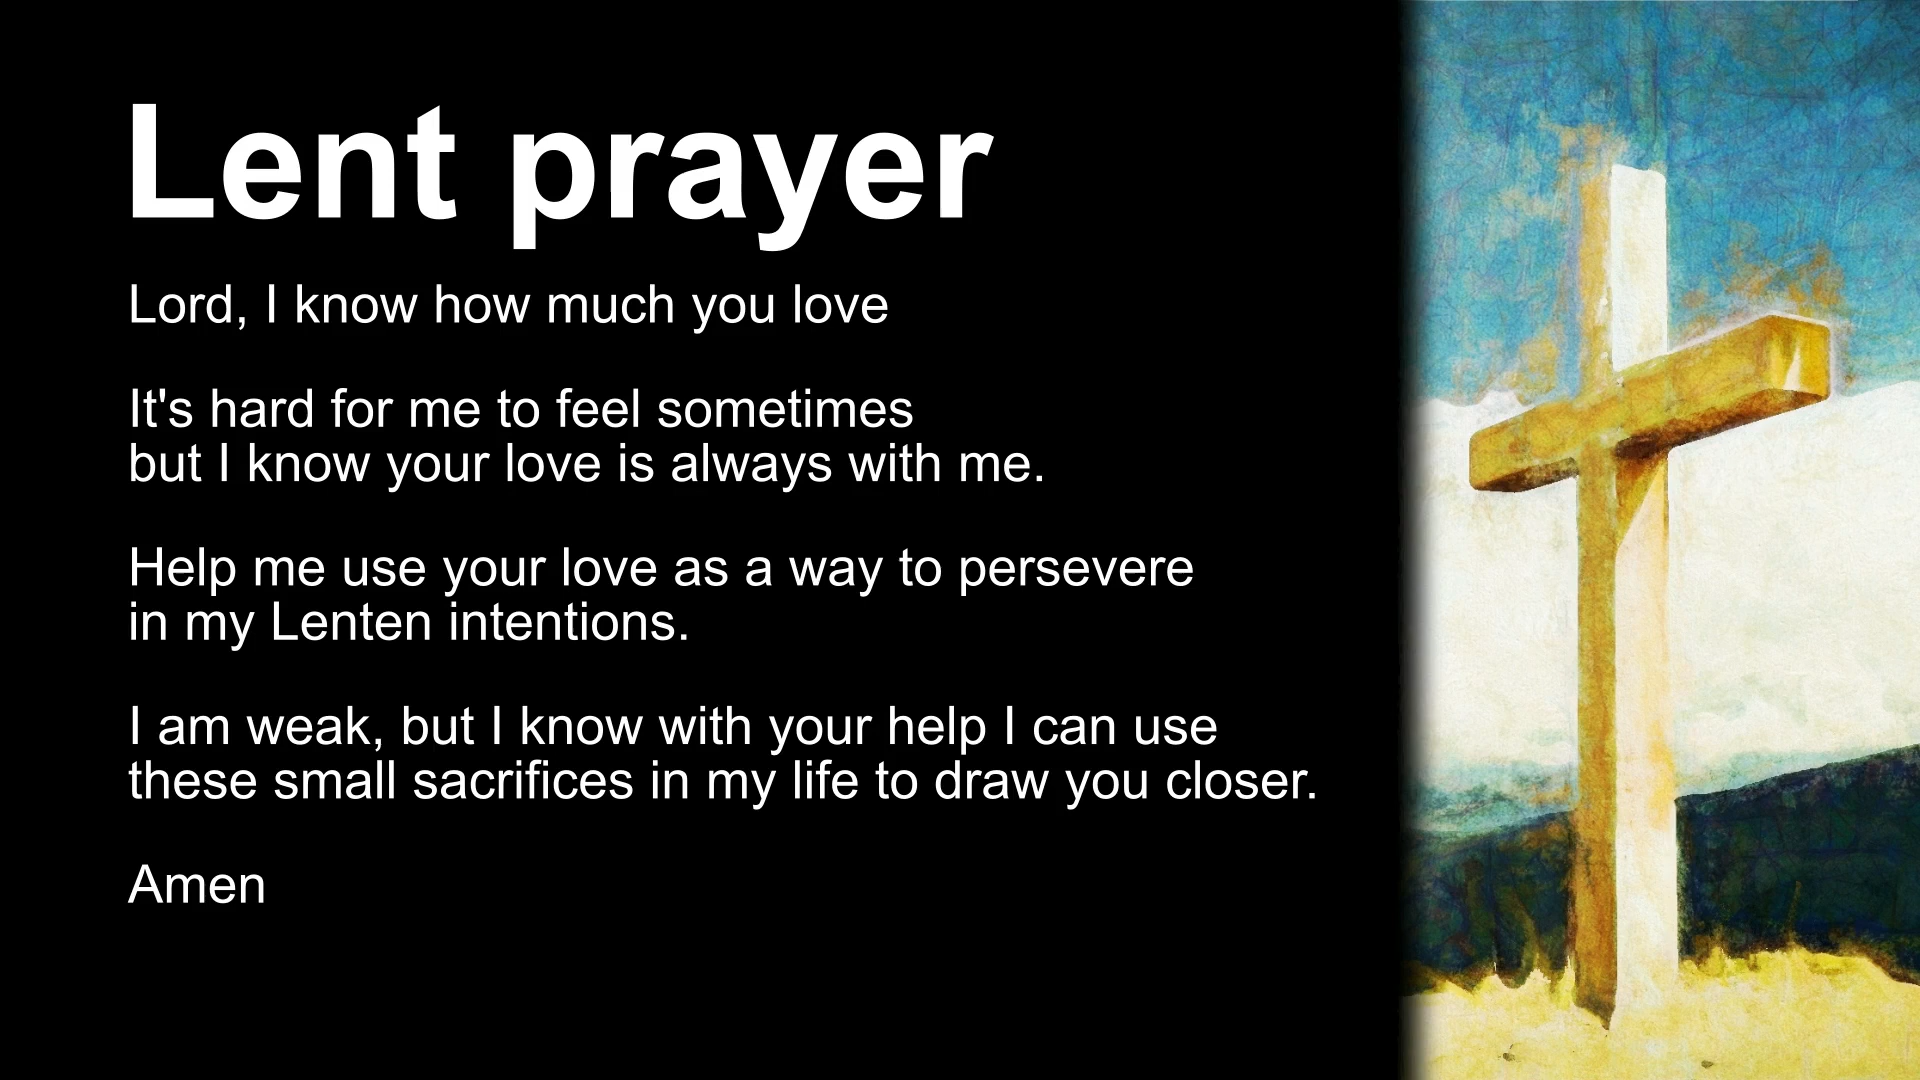 Lent prayer
Lord, I know how much you love
It's hard for me to feel sometimes
but I know your love is always with me.
Help me use your love as a way to persevere
in my Lenten intentions.
I am weak, but I know with your help I can use
these small sacrifices in my life to draw you closer.
Amen